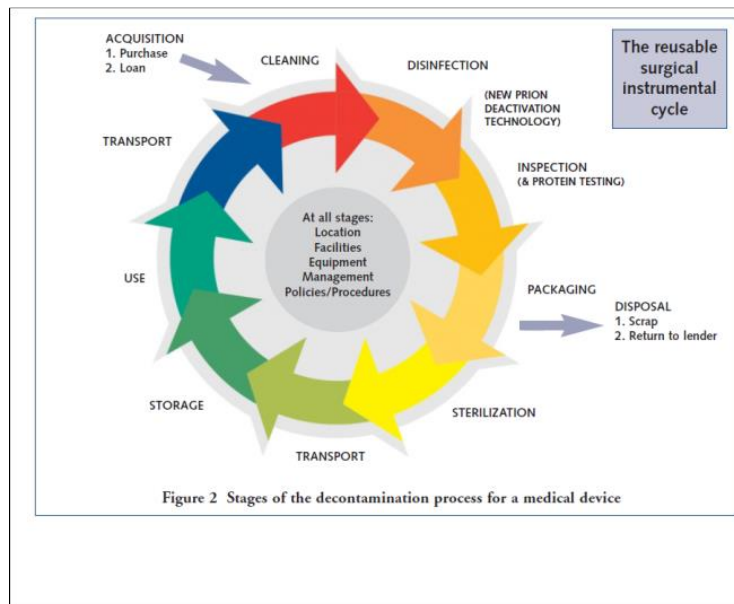 ACQUISITION
1. Purchase
2. Loan
CLEANING
DISINFECTION
The reusable
surgical
instrumental
cycle
(NEW PRION
DEACTIVATION
TECHNOLOGY)
TRANSPORT
INSPECTION
(& PROTEIN TESTING)
At all stages:
Location
Facilities
Equipment
Management
Policies/Procedures
USE
PACKAGING
DISPOSAL
1. Scrap
2. Return to lender
STORAGE
STERILIZATION
TRANSPORT
Figure 2 Stages of the decontamination process for a medical device